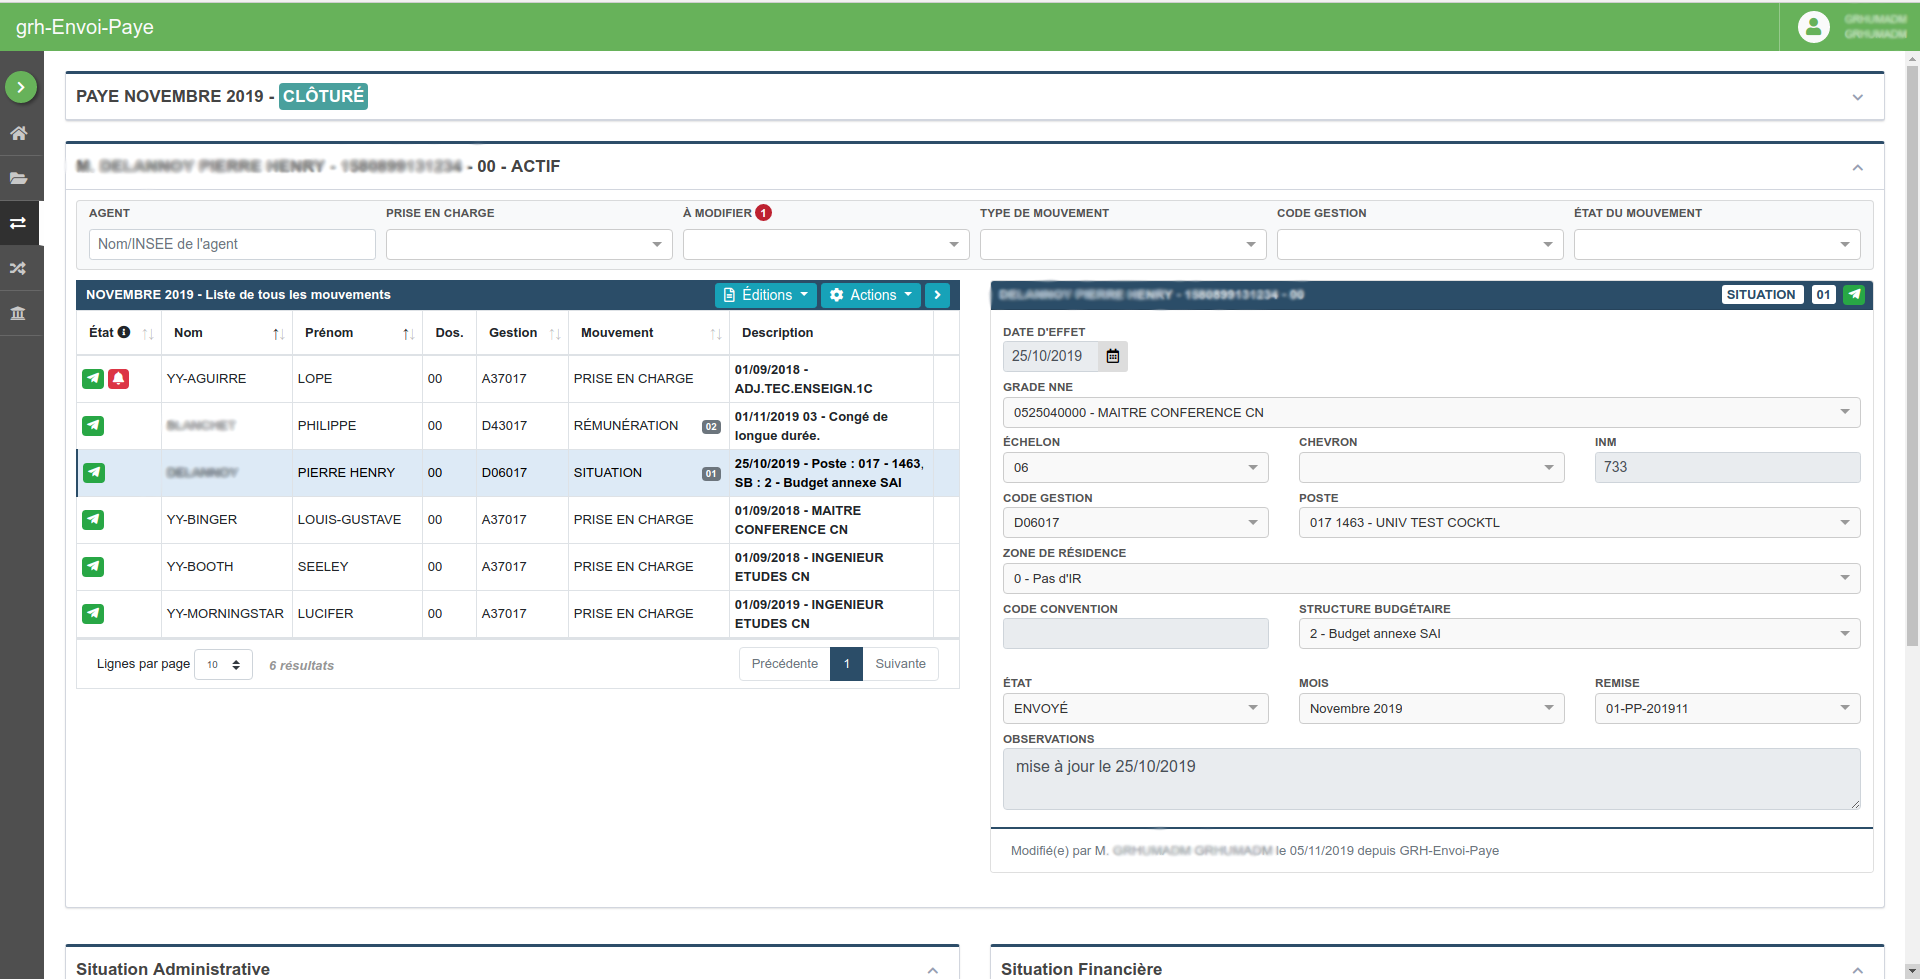 grh-Envoi-Paye
PAYE NOVEMBRE 2019 - CLÔTURÉ
- 00 - ACTIF
AGENT
PRISE EN CHARGE
À MODIFIER 1
TYPE DE MOUVEMENT
CODE GESTION
ÉTAT DU MOUVEMENT
Nom/INSEE de l'agent
NOVEMBRE 2019 - Liste de tous les mouvements
Éditions
Actions
État Nom Prénom Dos. Gestion Mouvement Description
YY-AGUIRRE LOPE 00 A37017 PRISE EN CHARGE 01/09/2018 -
ADJ.TEC.ENSEIGN.1C
PHILIPPE 00 D43017 RÉMUNÉRATION 02 01/11/2019 03 - Congé de
longue durée.
PIERRE HENRY 00 D06017 SITUATION 01 25/10/2019 - Poste : 017 - 1463,
SB : 2 - Budget annexe SAI
YY-BINGER LOUIS-GUSTAVE 00 A37017 PRISE EN CHARGE 01/09/2018 - MAITRE
CONFERENCE CN
YY-BOOTH SEELEY 00 A37017 PRISE EN CHARGE 01/09/2018 - INGENIEUR
ETUDES CN
YY-MORNINGSTAR LUCIFER 00 A37017 PRISE EN CHARGE 01/09/2019 - INGENIEUR
ETUDES CN
Lignes par page 10 6 résultats Précédente 1 Suivante
SITUATION 01
DATE D'EFFET
25/10/2019
GRADE NNE
0525040000 - MAITRE CONFERENCE CN
ÉCHELON CHEVRON INM
06 733
CODE GESTION POSTE
D06017 017 1463 - UNIV TEST COCKTL
ZONE DE RÉSIDENCE
0 - Pas d'IR
CODE CONVENTION STRUCTURE BUDGÉTAIRE
2 - Budget annexe SAI
ÉTAT MOIS REMISE
ENVOYÉ Novembre 2019 01-PP-201911
OBSERVATIONS
mise à jour le 25/10/2019
Modifié(e) par M. le 05/11/2019 depuis GRH-Envoi-Paye
Situation Administrative
Situation Financière